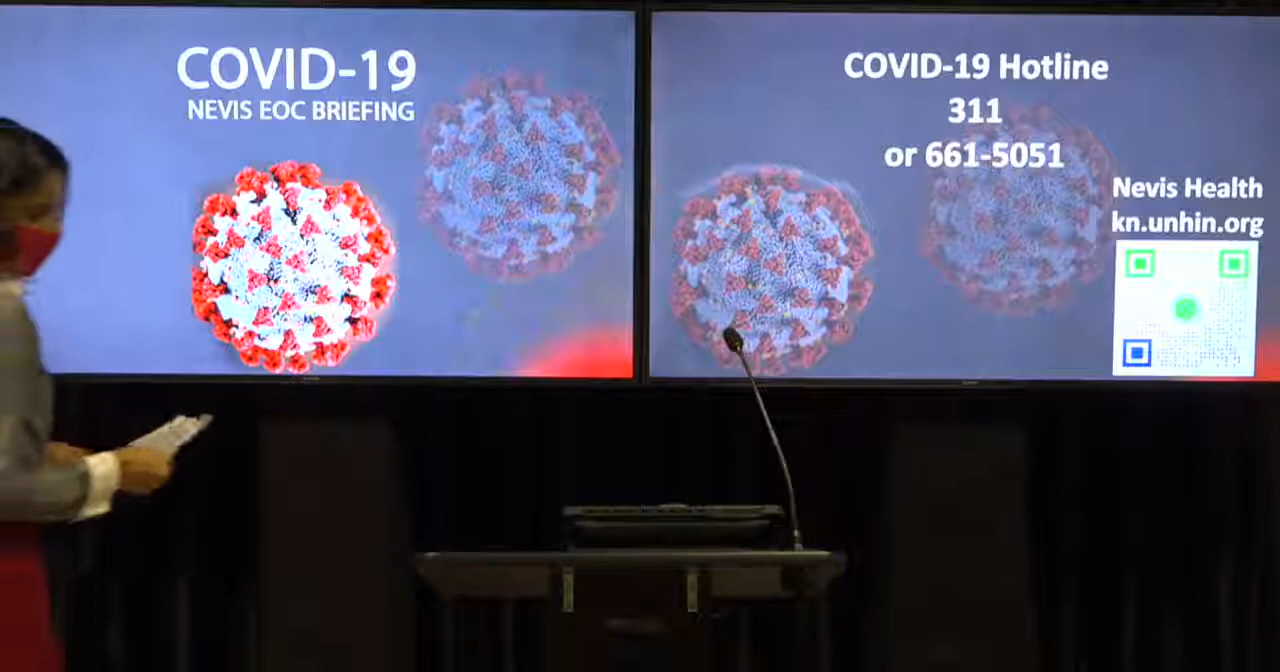 COVID-19
NEVIS EOC BRIEFING
COVID-19 Hotline
311
or 661-5051
Nevis Health
kn.unhin.org